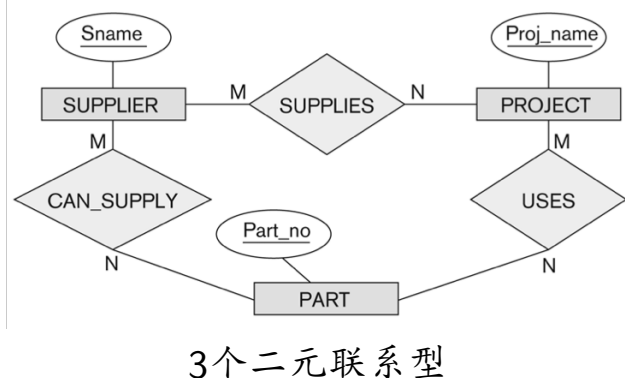 Sname
Proj_name
SUPPLIER
M
SUPPLIES
N
PROJECT
M
M
CAN_SUPPLY
USES
Part_no
N
N
PART
3个二元联系型